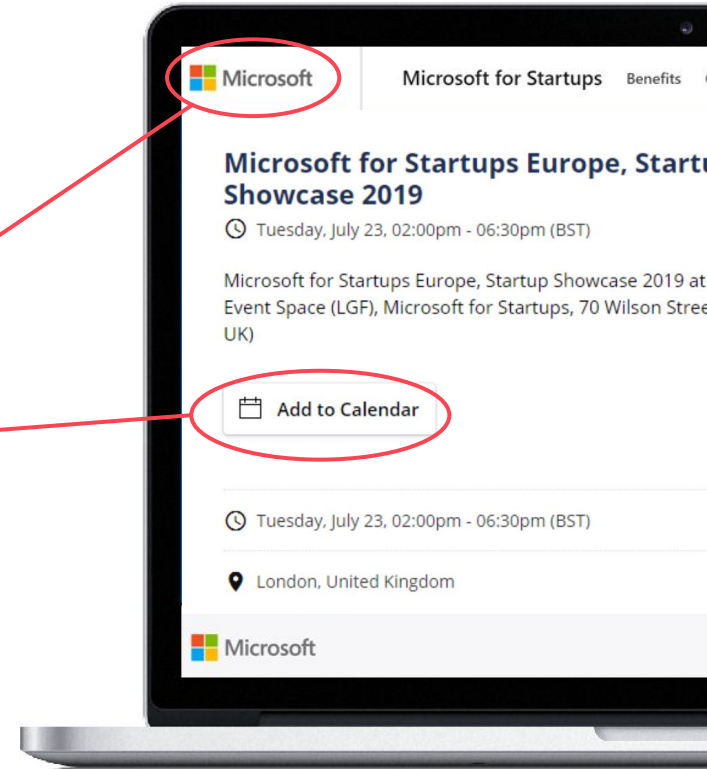 Microsoft
Microsoft for Startups Benefits
Microsoft for Startups Europe,
Showcase 2019
Tuesday, July 23, 02:00pm - 06:30pm (BST)
Microsoft for Startups Europe, Startup Showcase 2019 at
Event Space (LGF), Microsoft for Startups, 70 Wilson
UK)
Add to Calendar
Tuesday, July 23, 02:00pm - 06:30pm (BST)
London, United Kingdom
Microsoft